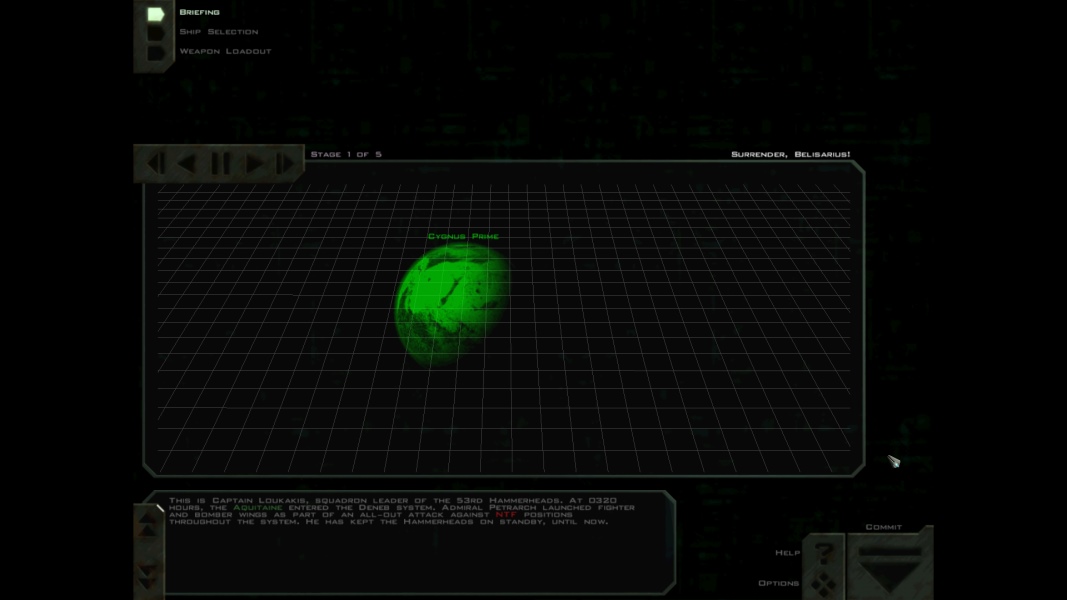 Briefing
Ship Selection
Weapon Loadout
Stage 1 of 5
Surrender, Belisarius!
Cygnus Prime
This is Captain Loukakis, squadron leader of the 53rd Hammerheads. At 0320
hours, the Aquitaine entered the Deneb system. Admiral Petrarch launched fighter
and bomber wings as part of an all-out attack against NTF positions
throughout the system. He has kept the Hammerheads on standby, until now.
Commit
Help
?
Options